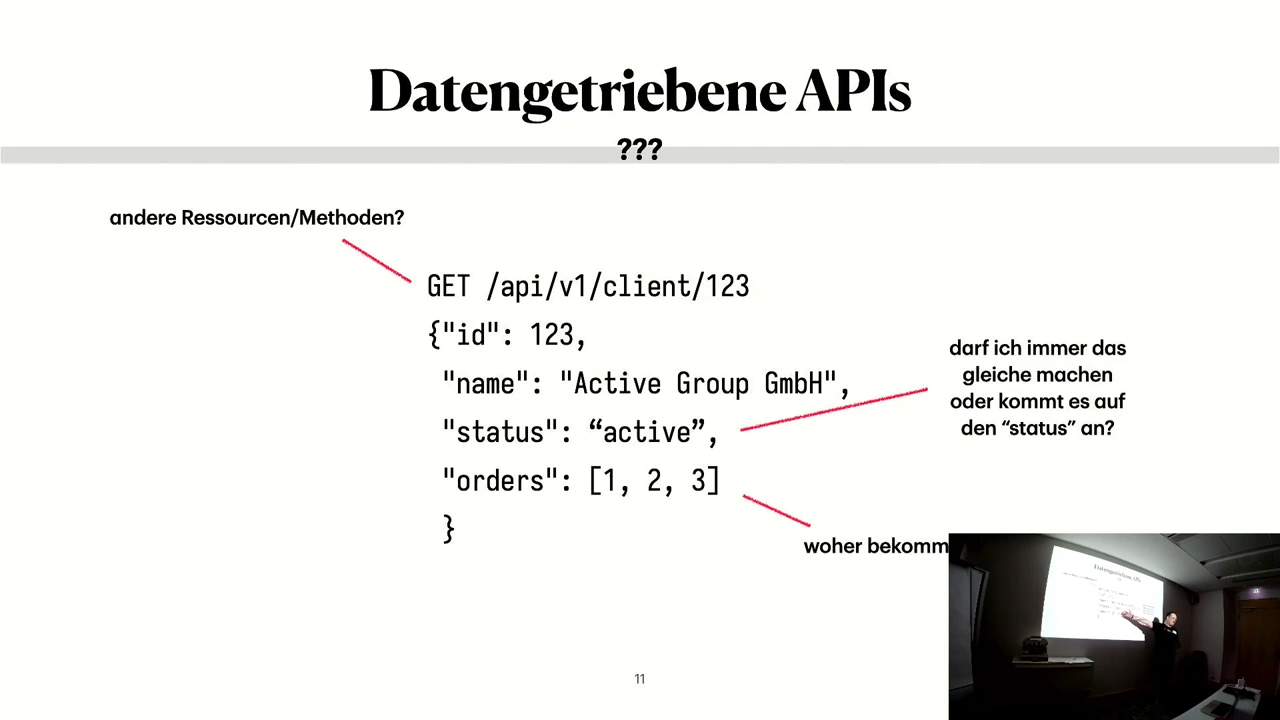 Datengetriebene APIs
???
andere Ressourcen/Methoden?
GET /api/v1/client/123
{"id": 123,
"name": "Active Group GmbH",
"status": “active”,
"orders": [1, 2, 3]
}
darf ich immer das
gleiche machen
oder kommt es auf
den “status” an?
woher bekomm
11
Datengetriebene APIs